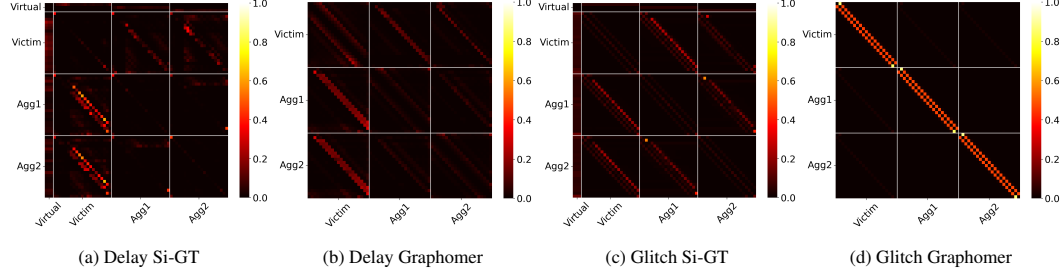 Virtual
Victim
Agg1
Agg2
Virtual
Victim
Agg1
Agg2
1.0
0.8
0.6
0.4
0.2
0.0
(a) Delay Si-GT
Victim
Agg1
Agg2
Victim
Agg1
Agg2
1.0
0.8
0.6
0.4
0.2
0.0
(b) Delay Graphomer
Virtual
Victim
Agg1
Agg2
Virtual
Victim
Agg1
Agg2
1.0
0.8
0.6
0.4
0.2
0.0
(c) Glitch Si-GT
Victim
Agg1
Agg2
Victim
Agg1
Agg2
1.0
0.8
0.6
0.4
0.2
0.0
(d) Glitch Graphomer